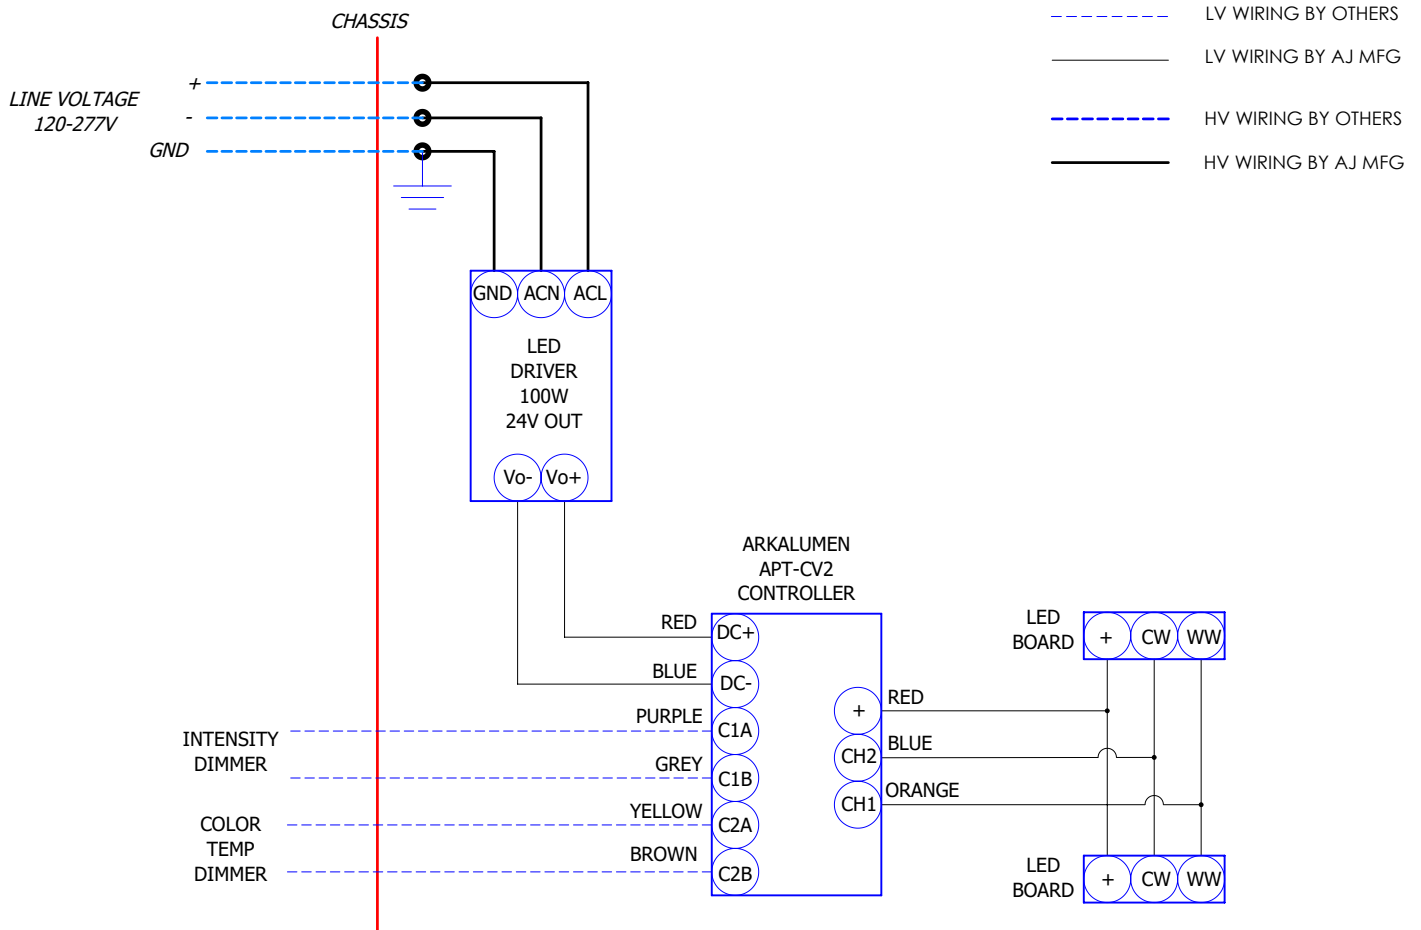 CHASSIS
LV WIRING BY OTHERS
LV WIRING BY AJ MFG
HV WIRING BY OTHERS
HV WIRING BY AJ MFG
LINE VOLTAGE
120-277V
+
-
GND
GND ACN ACL
LED
DRIVER
100W
24V OUT
Vo- Vo+
ARKALUMEN
APT-CV2
CONTROLLER
RED
BLUE
PURPLE
GREY
YELLOW
BROWN
DC+
DC-
C1A
C1B
C2A
C2B
INTENSITY
DIMMER
COLOR
TEMP
DIMMER
+
CH2
CH1
RED
BLUE
ORANGE
LED
BOARD
+ CW WW
LED
BOARD
+ CW WW